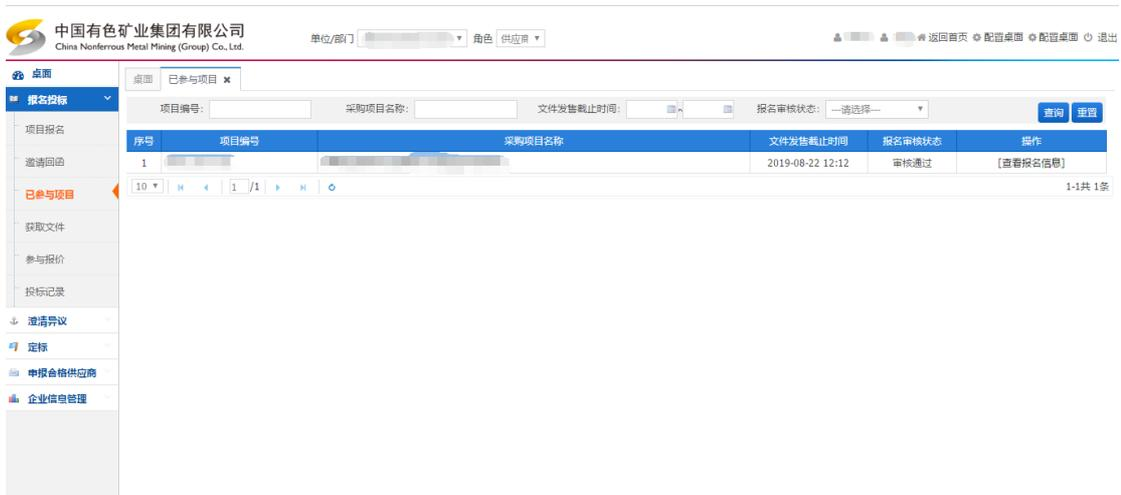 中国有色矿业集团有限公司
China Nonferrous Metal Mining (Group) Co., Ltd.
单位/部门 角色 供应商 返回首页 配置桌面 配置桌面 退出
桌面
报名投标
项目报名
邀请回函
已参与项目
获取文件
参与报价
投标记录
澄清异议
定标
申报合格供应商
企业信息管理
桌面 已参与项目 ×
项目编号: 采购项目名称: 文件发售截止时间: ~ 报名审核状态: ---请选择--- 查询 重置
序号 项目编号 采购项目名称 文件发售截止时间 报名审核状态 操作
1 2019-08-22 12:12 审核通过 [查看报名信息]
10 1 /1 1-1共 1条